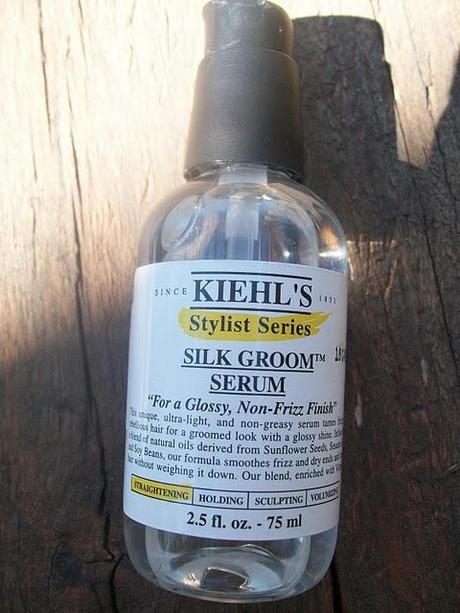 SINCE KIEHL'S 1851
Stylist Series
SILK GROOM™
SERUM
"For a Glossy, Non-Frizz Finish"
This unique, ultra-light, and non-greasy serum tames
rebellious hair for a groomed look with a glossy shine.
blend of natural oils derived from Sunflower Seeds,
and Soy Beans, our formula smoothes frizz and dry ends
hair without weighing it down. Our blend, enriched with
STRAIGHTENING HOLDING SCULPTING VOLUMIZING
2.5 fl. oz. - 75 ml